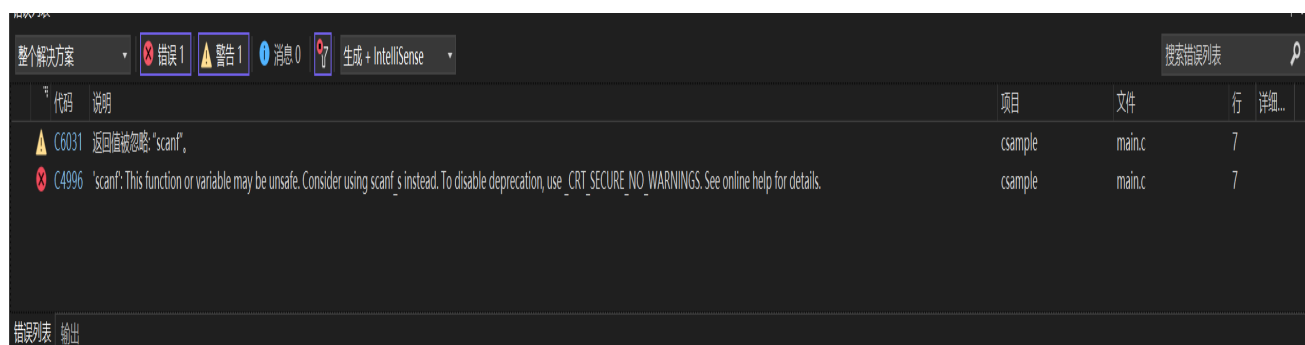 整个解决方案 错误 1 警告 1 消息 0 生成 + IntelliSense 搜索错误列表
代码 说明 项目 文件 行 详细...
C6031 返回值被忽略: "scanf"。 csample main.c 7
C4996 'scanf': This function or variable may be unsafe. Consider using scanf_s instead. To disable deprecation, use _CRT_SECURE_NO_WARNINGS. See online help for details. csample main.c 7
错误列表 输出